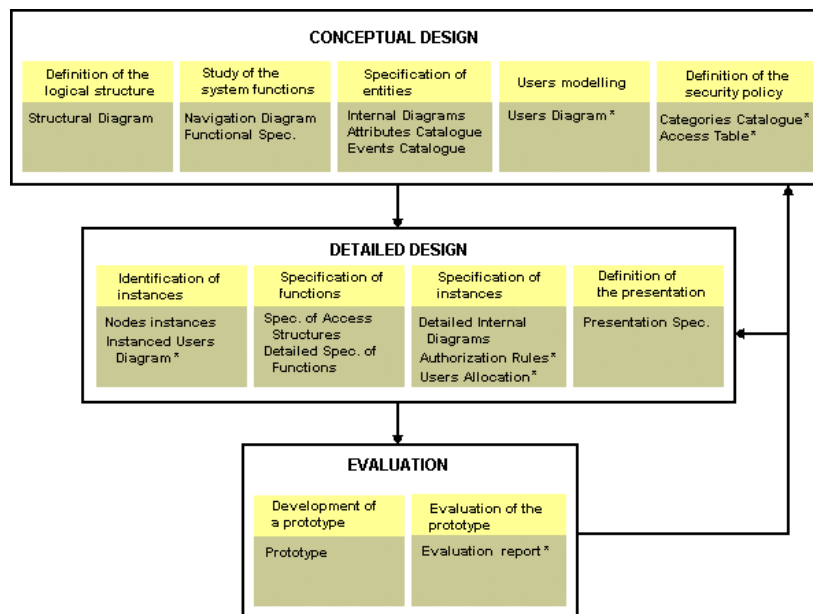 CONCEPTUAL DESIGN
Definition of the
logical structure
Structural Diagram
Study of the
system functions
Navigation Diagram
Functional Spec.
Specification of
entities
Internal Diagrams
Attributes Catalogue
Events Catalogue
Users modelling
Users Diagram*
Definition of the
security policy
Categories Catalogue*
Access Table*
DETAILED DESIGN
Identification of
instances
Nodes instances
Instanced Users
Diagram*
Specification of
functions
Spec. of Access
Structures
Detailed Spec. of
Functions
Specification of
instances
Detailed Internal
Diagrams
Authorization Rules*
Users Allocation*
Definition of
the presentation
Presentation Spec.
EVALUATION
Development of
a prototype
Prototype
Evaluation of the
prototype
Evaluation report*